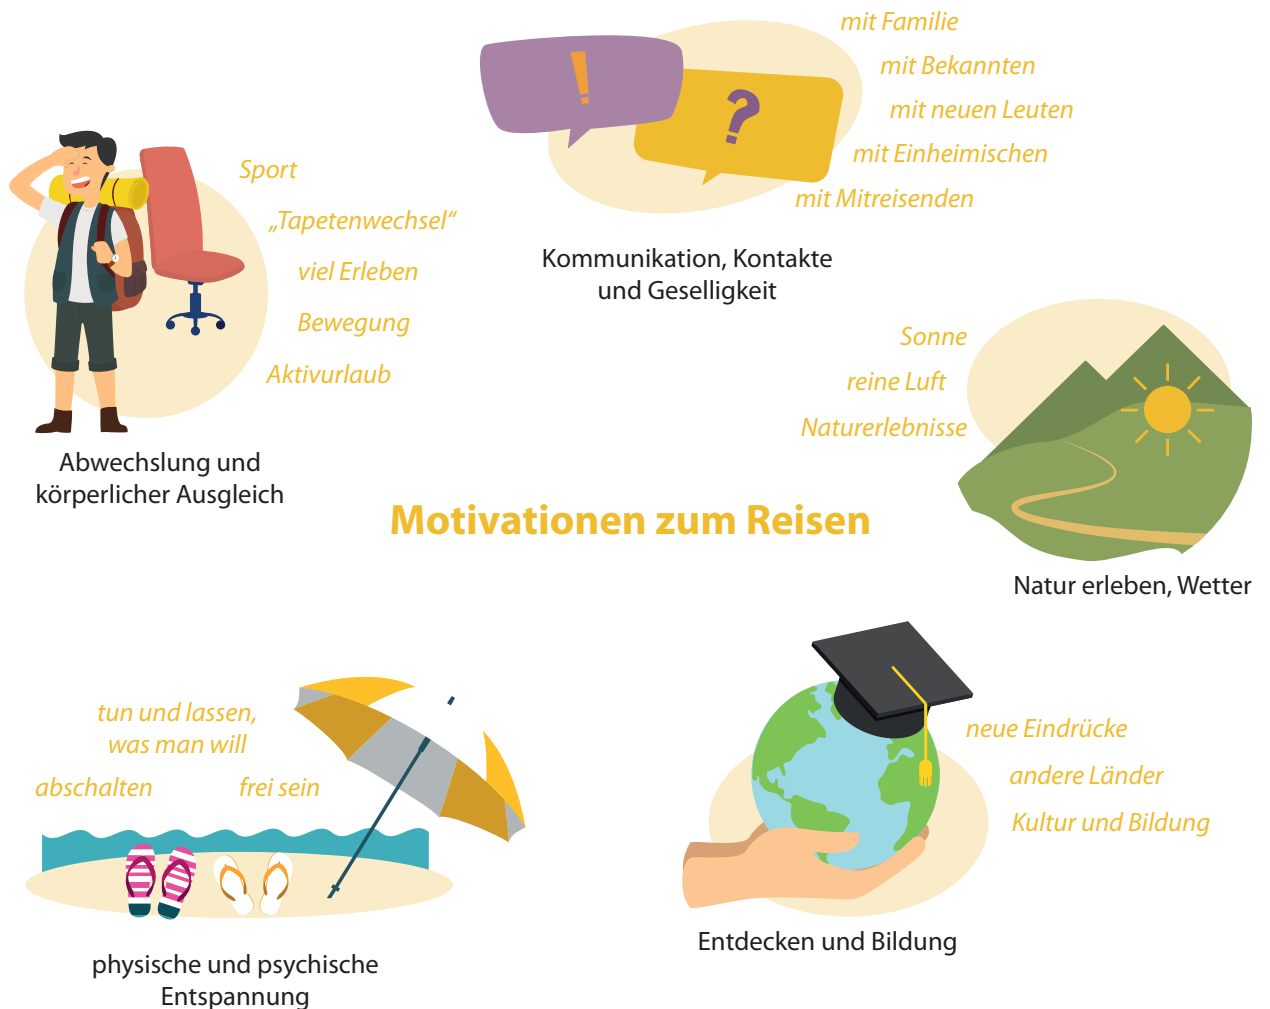 mit Familie
mit Bekannten
mit neuen Leuten
mit Einheimischen
mit Mitreisenden
!
?
Kommunikation, Kontakte
und Geselligkeit
Sport
„Tapetenwechsel“
viel Erleben
Bewegung
Aktivurlaub
Abwechslung und
körperlicher Ausgleich
Sonne
reine Luft
Naturerlebnisse
Natur erleben, Wetter
Motivationen zum Reisen
tun und lassen,
was man will
abschalten
frei sein
physische und psychische
Entspannung
neue Eindrücke
andere Länder
Kultur und Bildung
Entdecken und Bildung